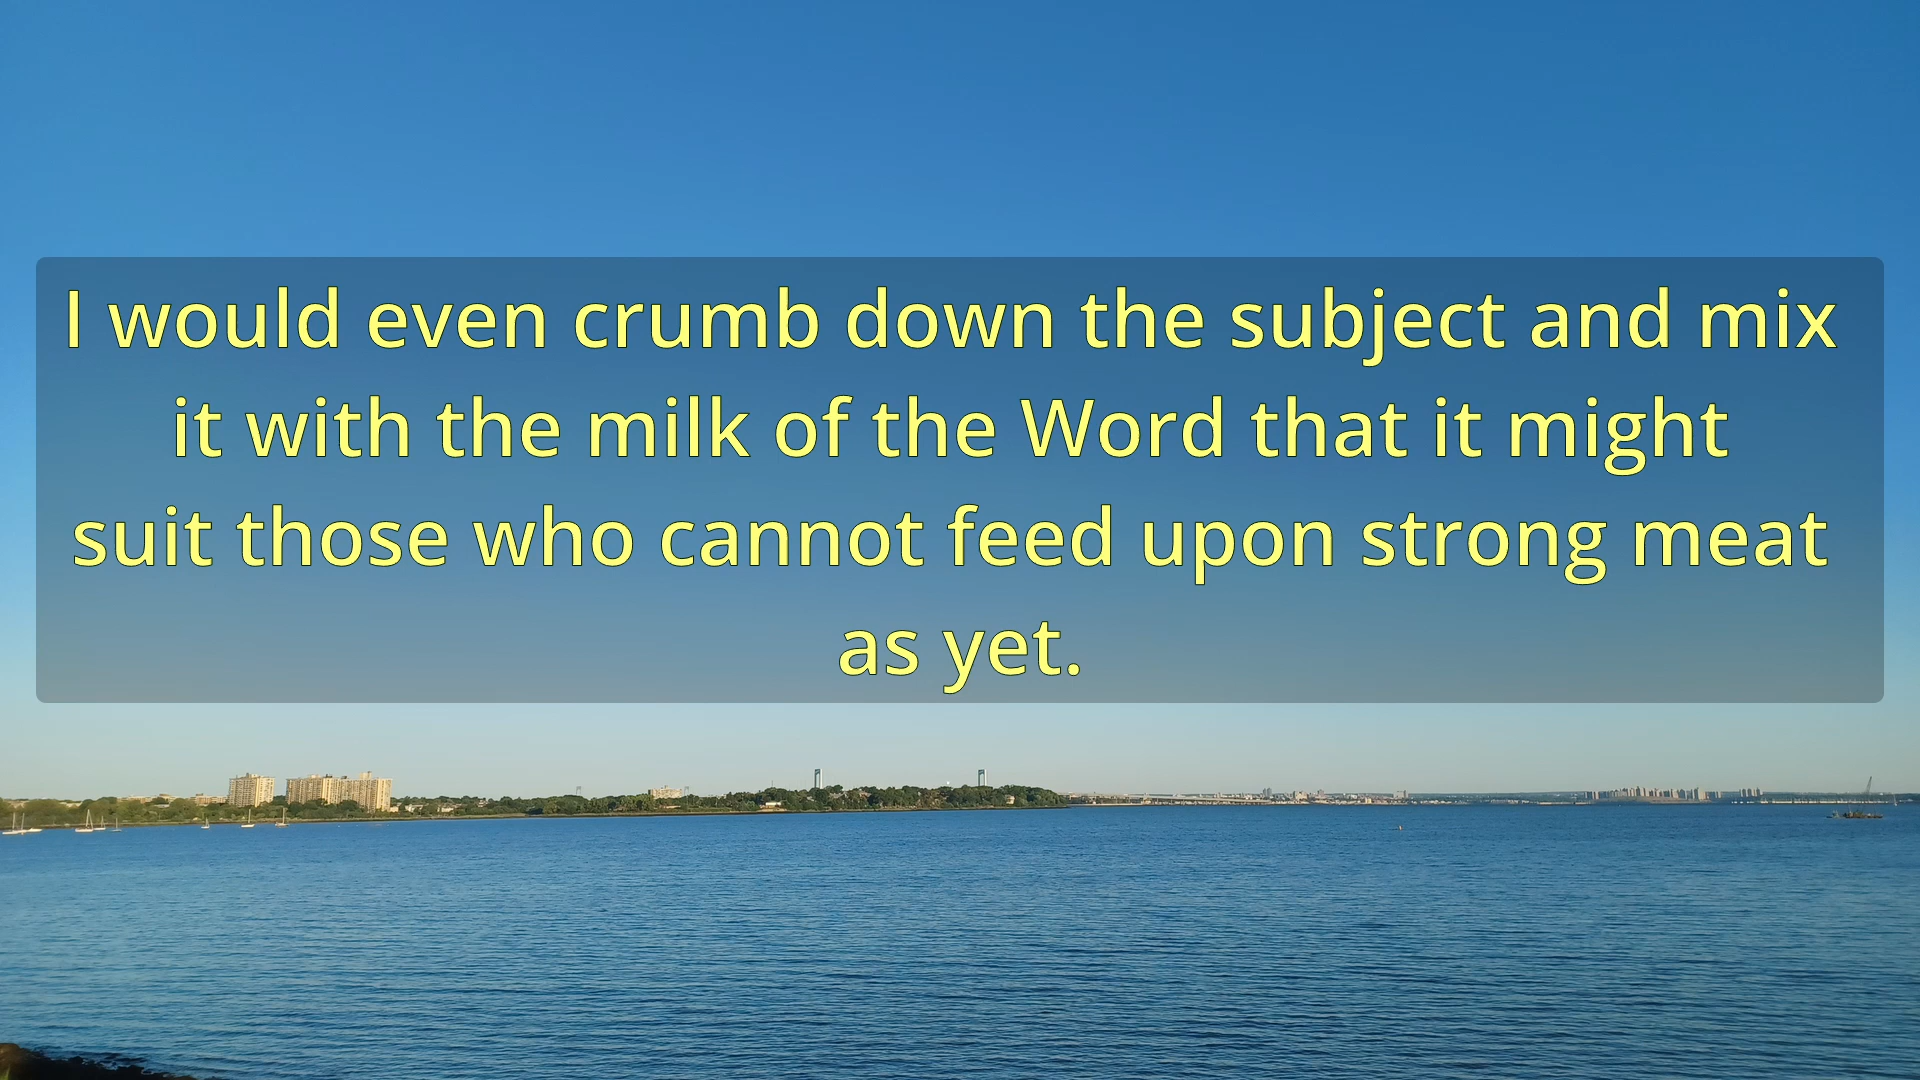 I would even crumb down the subject and mix
it with the milk of the Word that it might
suit those who cannot feed upon strong meat
as yet.